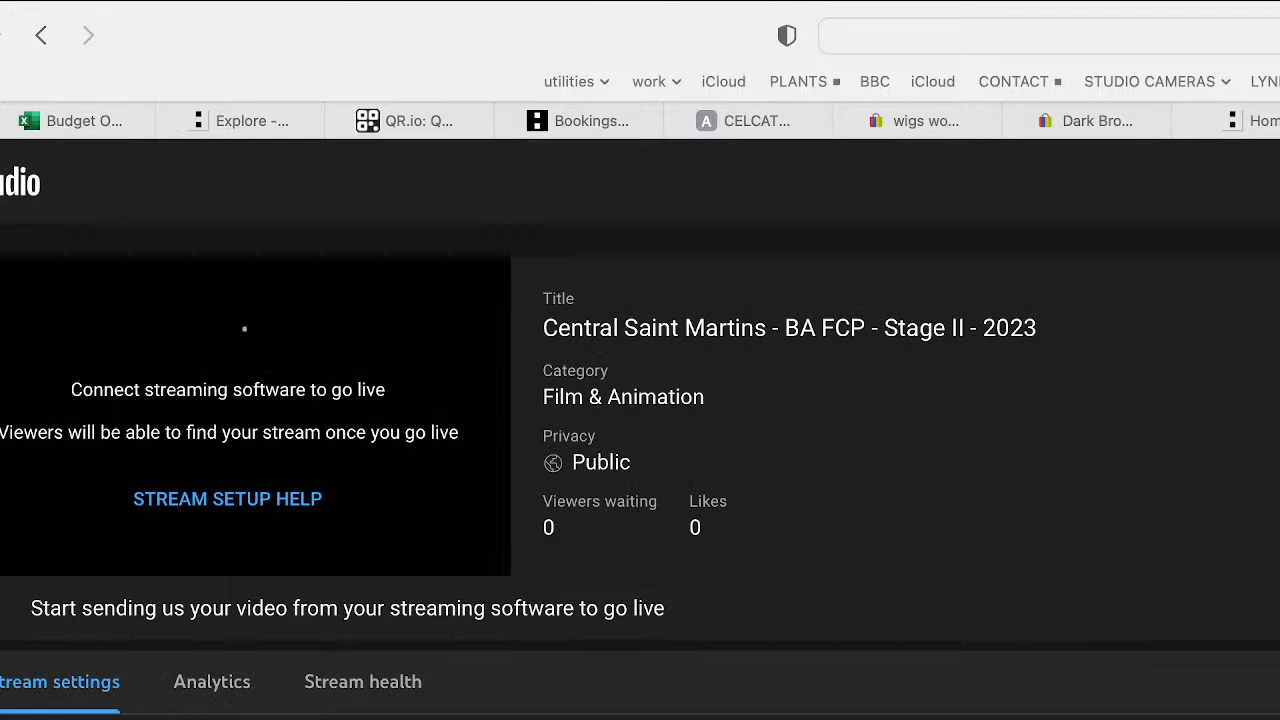 utilities work iCloud PLANTS BBC iCloud CONTACT STUDIO CAMERAS
Budget O... Explore -... QR.io: Q... Bookings... A CELCAT... wigs wo... Dark Bro... Hom
udio
Title
Central Saint Martins - BA FCP - Stage II - 2023
Category
Film & Animation
Privacy
Public
Viewers waiting Likes
0 0
Connect streaming software to go live
Viewers will be able to find your stream once you go live
STREAM SETUP HELP
Start sending us your video from your streaming software to go live
tream settings Analytics Stream health